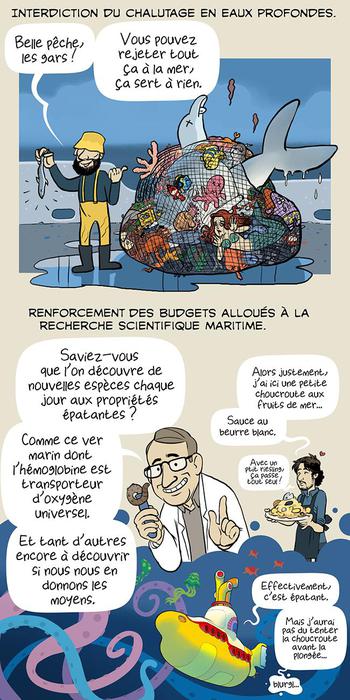 INTERDICTION DU CHALUTAGE EN EAUX PROFONDES.
Belle pêche,
les gars !
Vous pouvez
rejeter tout
ça à la mer,
ça sert à rien.
RENFORCEMENT DES BUDGETS ALLOUÉS À LA
RECHERCHE SCIENTIFIQUE MARITIME.
Saviez-vous
que l'on découvre de
nouvelles espèces chaque
jour aux propriétés
épatantes ?
Alors justement,
j'ai ici une petite
choucroute aux
fruits de mer...
Sauce au
beurre blanc.
Comme ce ver
marin dont
l'hémoglobine est
transporteur
d'oxygène
universel.
Avec un
ptit riesling,
ça passe
tout seul !
Et tant d'autres
encore à découvrir
si nous nous en
donnons les
moyens.
Effectivement,
c'est épatant.
Mais j'aurai
pas du tenter
la choucroute
avant la
plongée...
blurgl...